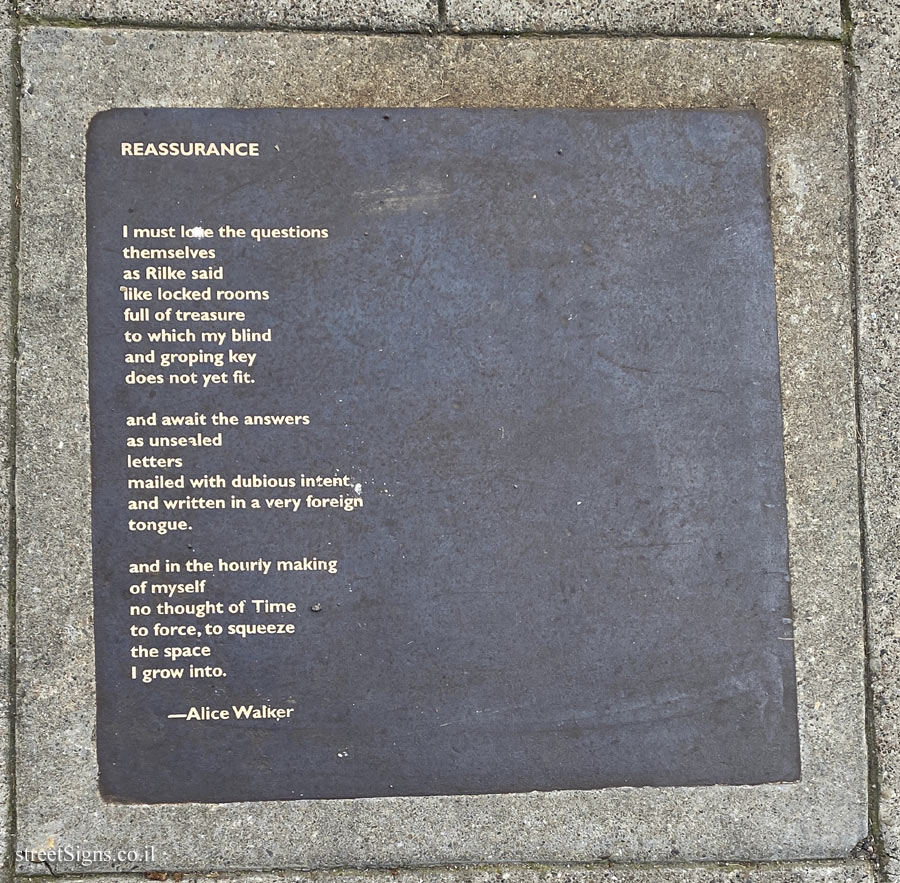 REASSURANCE
I must love the questions
themselves
as Rilke said
like locked rooms
full of treasure
to which my blind
and groping key
does not yet fit.
and await the answers
as unsealed
letters
mailed with dubious intent
and written in a very foreign
tongue.
and in the hourly making
of myself
no thought of Time
to force, to squeeze
the space
I grow into.
—Alice Walker
streetSigns.co.il